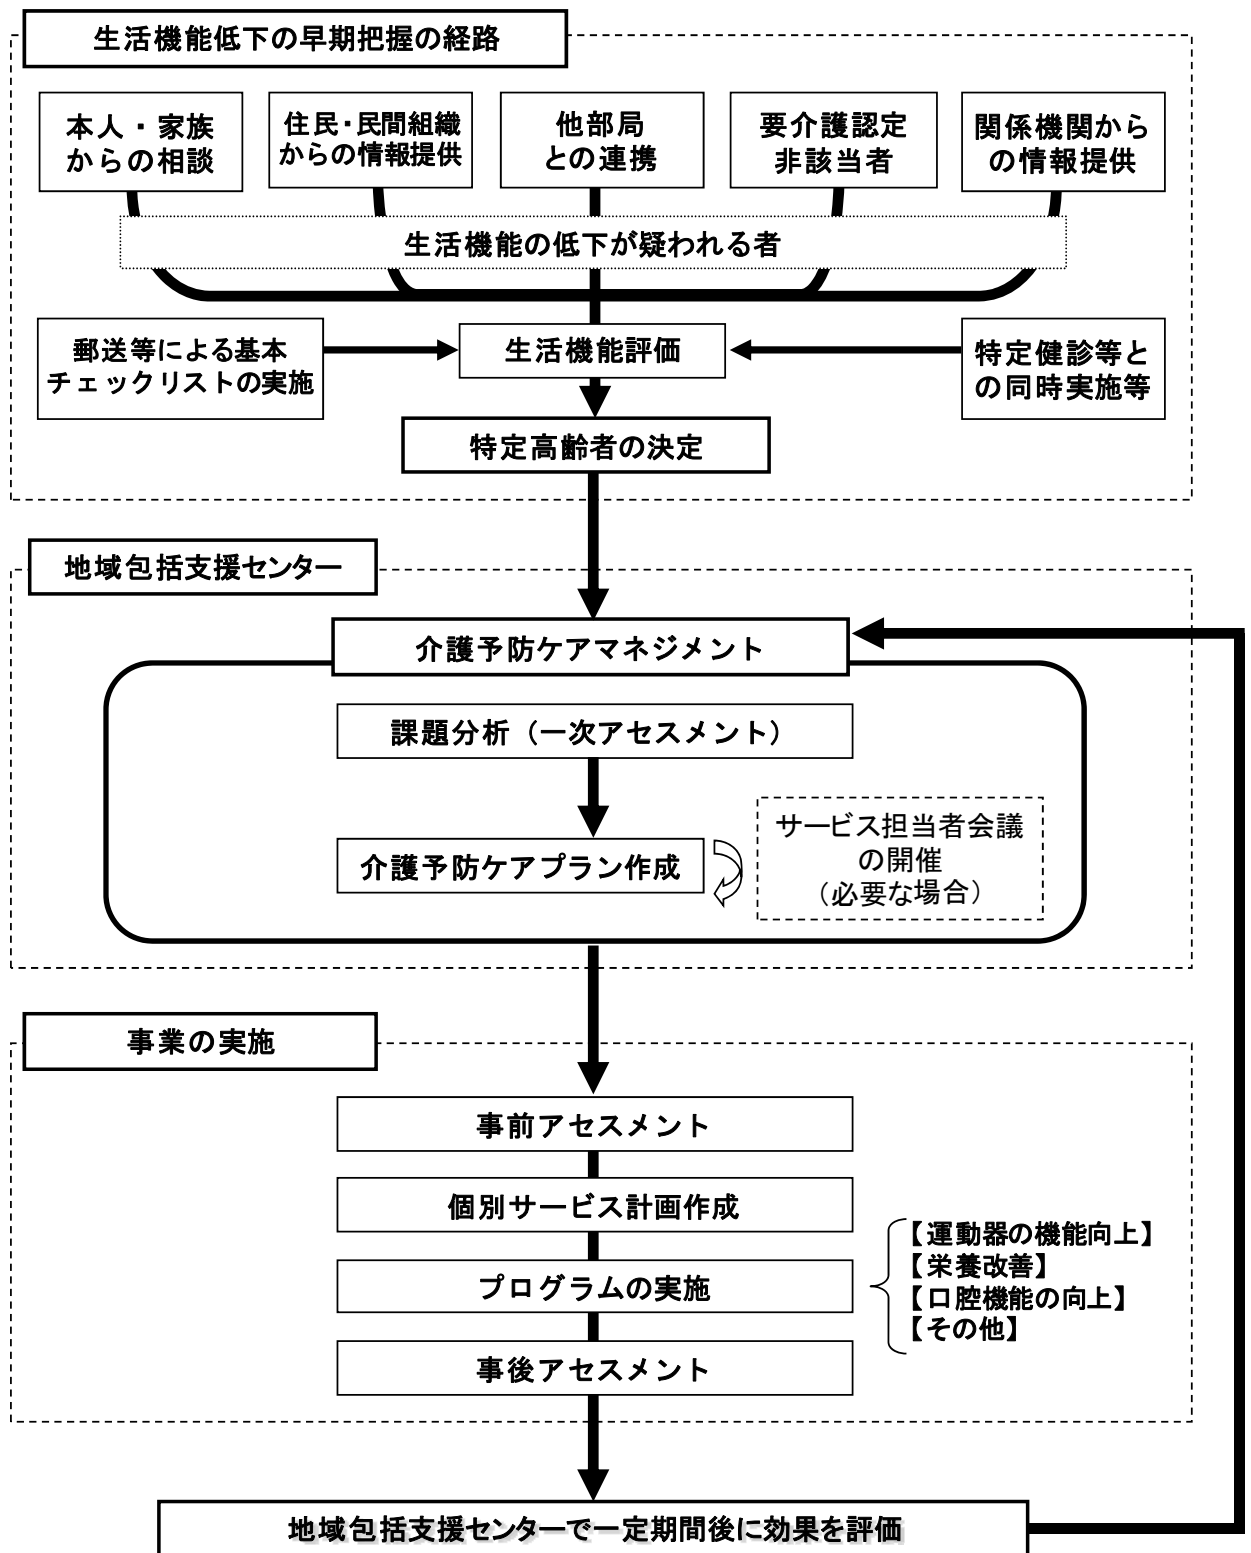 生活機能低下の早期把握の経路
本人・家族
からの相談
住民・民間組織
からの情報提供
他部局
との連携
要介護認定
非該当者
関係機関から
の情報提供
生活機能の低下が疑われる者
郵送等による基本
チェックリストの実施
生活機能評価
特定健診等と
の同時実施等
特定高齢者の決定
地域包括支援センター
介護予防ケアマネジメント
課題分析（一次アセスメント）
介護予防ケアプラン作成
サービス担当者会議
の開催
（必要な場合）
事業の実施
事前アセスメント
個別サービス計画作成
プログラムの実施
事後アセスメント
【運動器の機能向上】
【栄養改善】
【口腔機能の向上】
【その他】
地域包括支援センターで一定期間後に効果を評価